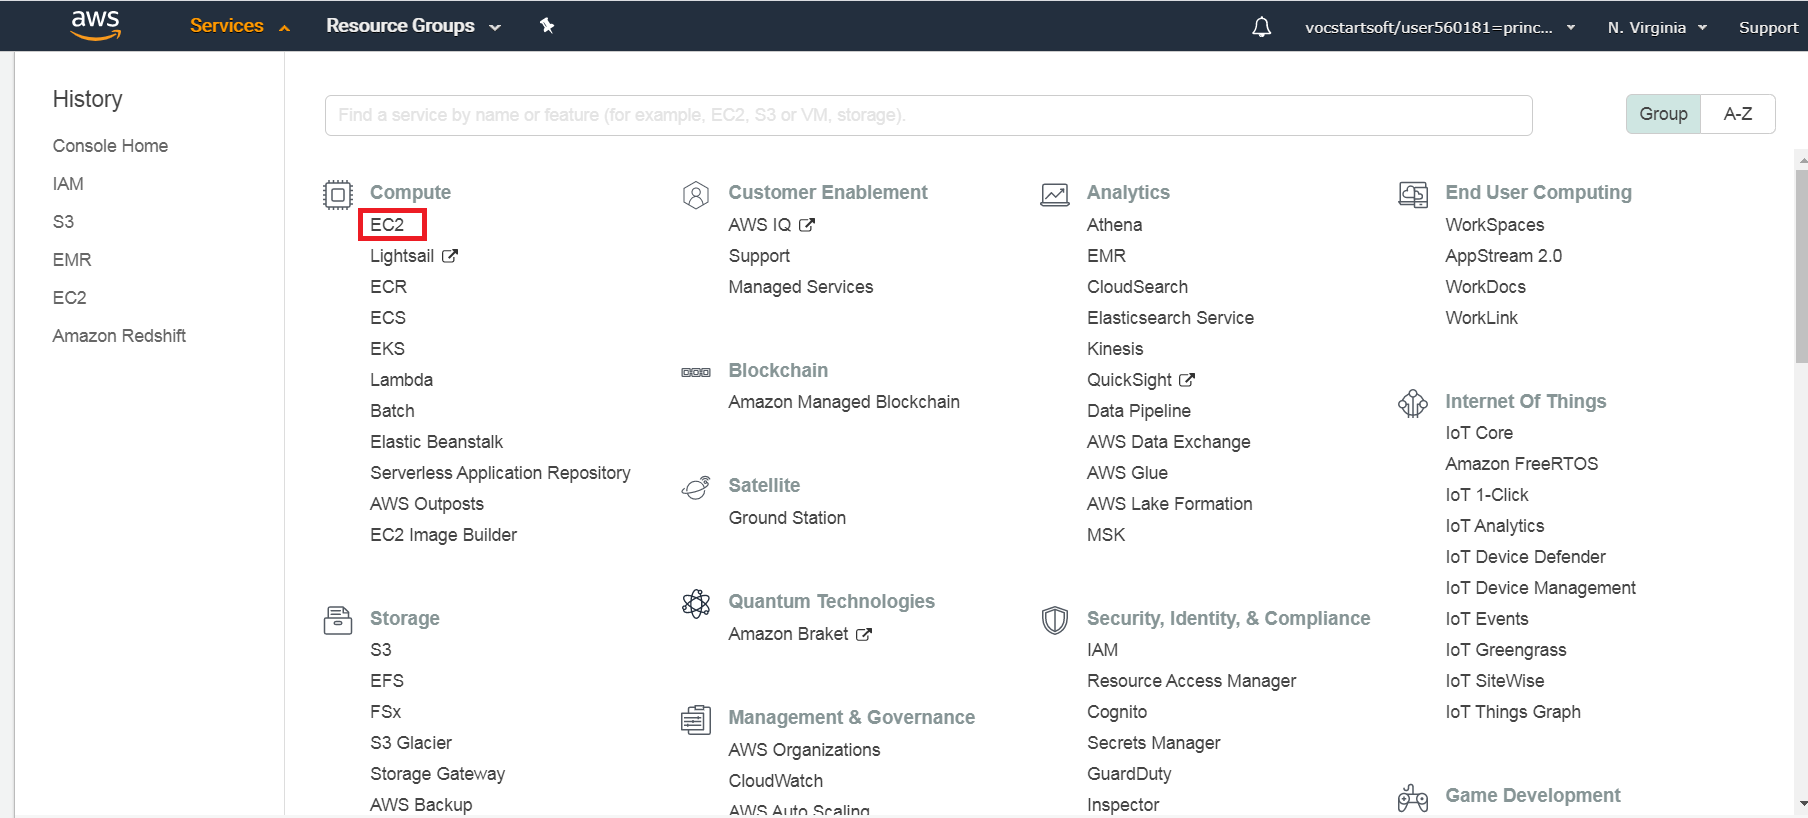 aws
Services
Resource Groups
vocstartsoft/user560181=princ...
N. Virginia
Support
History
Console Home
IAM
S3
EMR
EC2
Amazon Redshift
Find a service by name or feature (for example, EC2, S3 or VM, storage).
Group
A-Z
Compute
EC2
Lightsail
ECR
ECS
EKS
Lambda
Batch
Elastic Beanstalk
Serverless Application Repository
AWS Outposts
EC2 Image Builder
Storage
S3
EFS
FSx
S3 Glacier
Storage Gateway
AWS Backup
Customer Enablement
AWS IQ
Support
Managed Services
Blockchain
Amazon Managed Blockchain
Satellite
Ground Station
Quantum Technologies
Amazon Braket
Management & Governance
AWS Organizations
CloudWatch
AWS Auto Scaling
Analytics
Athena
EMR
CloudSearch
Elasticsearch Service
Kinesis
QuickSight
Data Pipeline
AWS Data Exchange
AWS Glue
AWS Lake Formation
MSK
Security, Identity, & Compliance
IAM
Resource Access Manager
Cognito
Secrets Manager
GuardDuty
Inspector
End User Computing
WorkSpaces
AppStream 2.0
WorkDocs
WorkLink
Internet Of Things
IoT Core
Amazon FreeRTOS
IoT 1-Click
IoT Analytics
IoT Device Defender
IoT Device Management
IoT Events
IoT Greengrass
IoT SiteWise
IoT Things Graph
Game Development